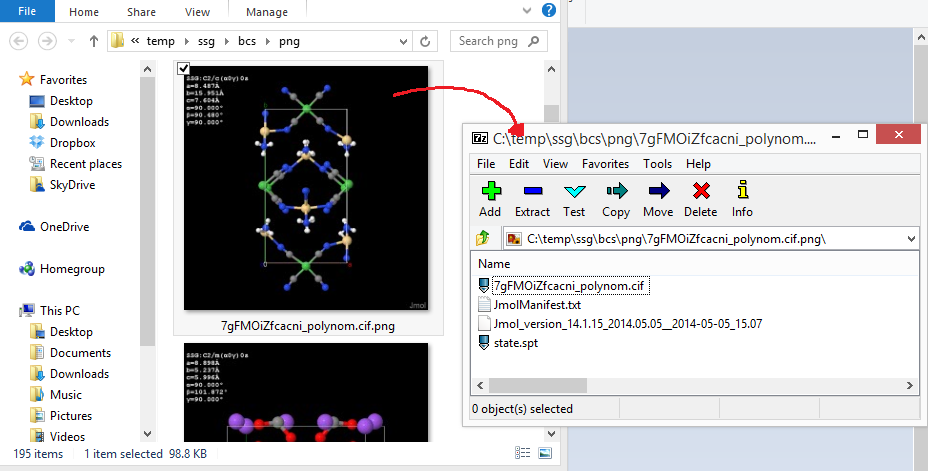 File Home Share View Manage
« temp ▸ ssg ▸ bcs ▸ png
Search png
Favorites
Desktop
Downloads
Dropbox
Recent places
SkyDrive
OneDrive
Homegroup
This PC
Desktop
Documents
Downloads
Music
Pictures
Videos
SSG:C2/c(α0γ)0s
a=8.487Å
b=15.951Å
c=7.604Å
α=90.000°
β=90.480°
γ=90.000°
Jmol
7gFMOiZfcacni_polynom.cif.png
SSG:C2/m(α0γ)0s
a=8.898Å
b=5.237Å
c=5.996Å
α=90.000°
β=101.872°
γ=90.000°
195 items 1 item selected 98.8 KB
7z C:\temp\ssg\bcs\png\7gFMOiZfcacni_polynom....
File Edit View Favorites Tools Help
Add Extract Test Copy Move Delete Info
C:\temp\ssg\bcs\png\7gFMOiZfcacni_polynom.cif.png\
Name
7gFMOiZfcacni_polynom.cif
JmolManifest.txt
Jmol_version_14.1.15_2014.05.05__2014-05-05_15.07
state.spt
0 object(s) selected